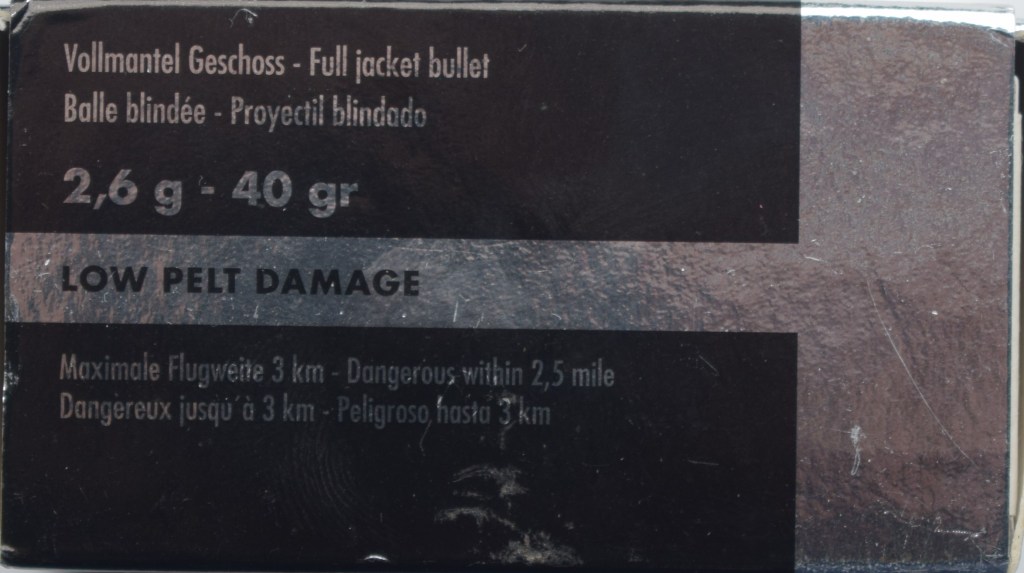 Vollmantel Geschoss - Full jacket bullet
Balle blindée - Proyectil blindado
2,6 g - 40 gr
LOW PELT DAMAGE
Maximale Flugweite 3 km - Dangerous within 2,5 mile
Dangereux jusqu'à 3 km - Peligroso hasta 3 km